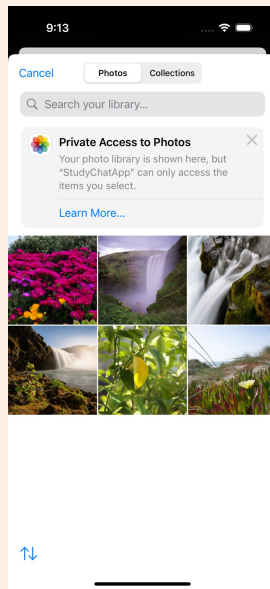 9:13
Cancel
Photos
Collections
Search your library...
Private Access to Photos
Your photo library is shown here, but
“StudyChatApp” can only access the
items you select.
Learn More...